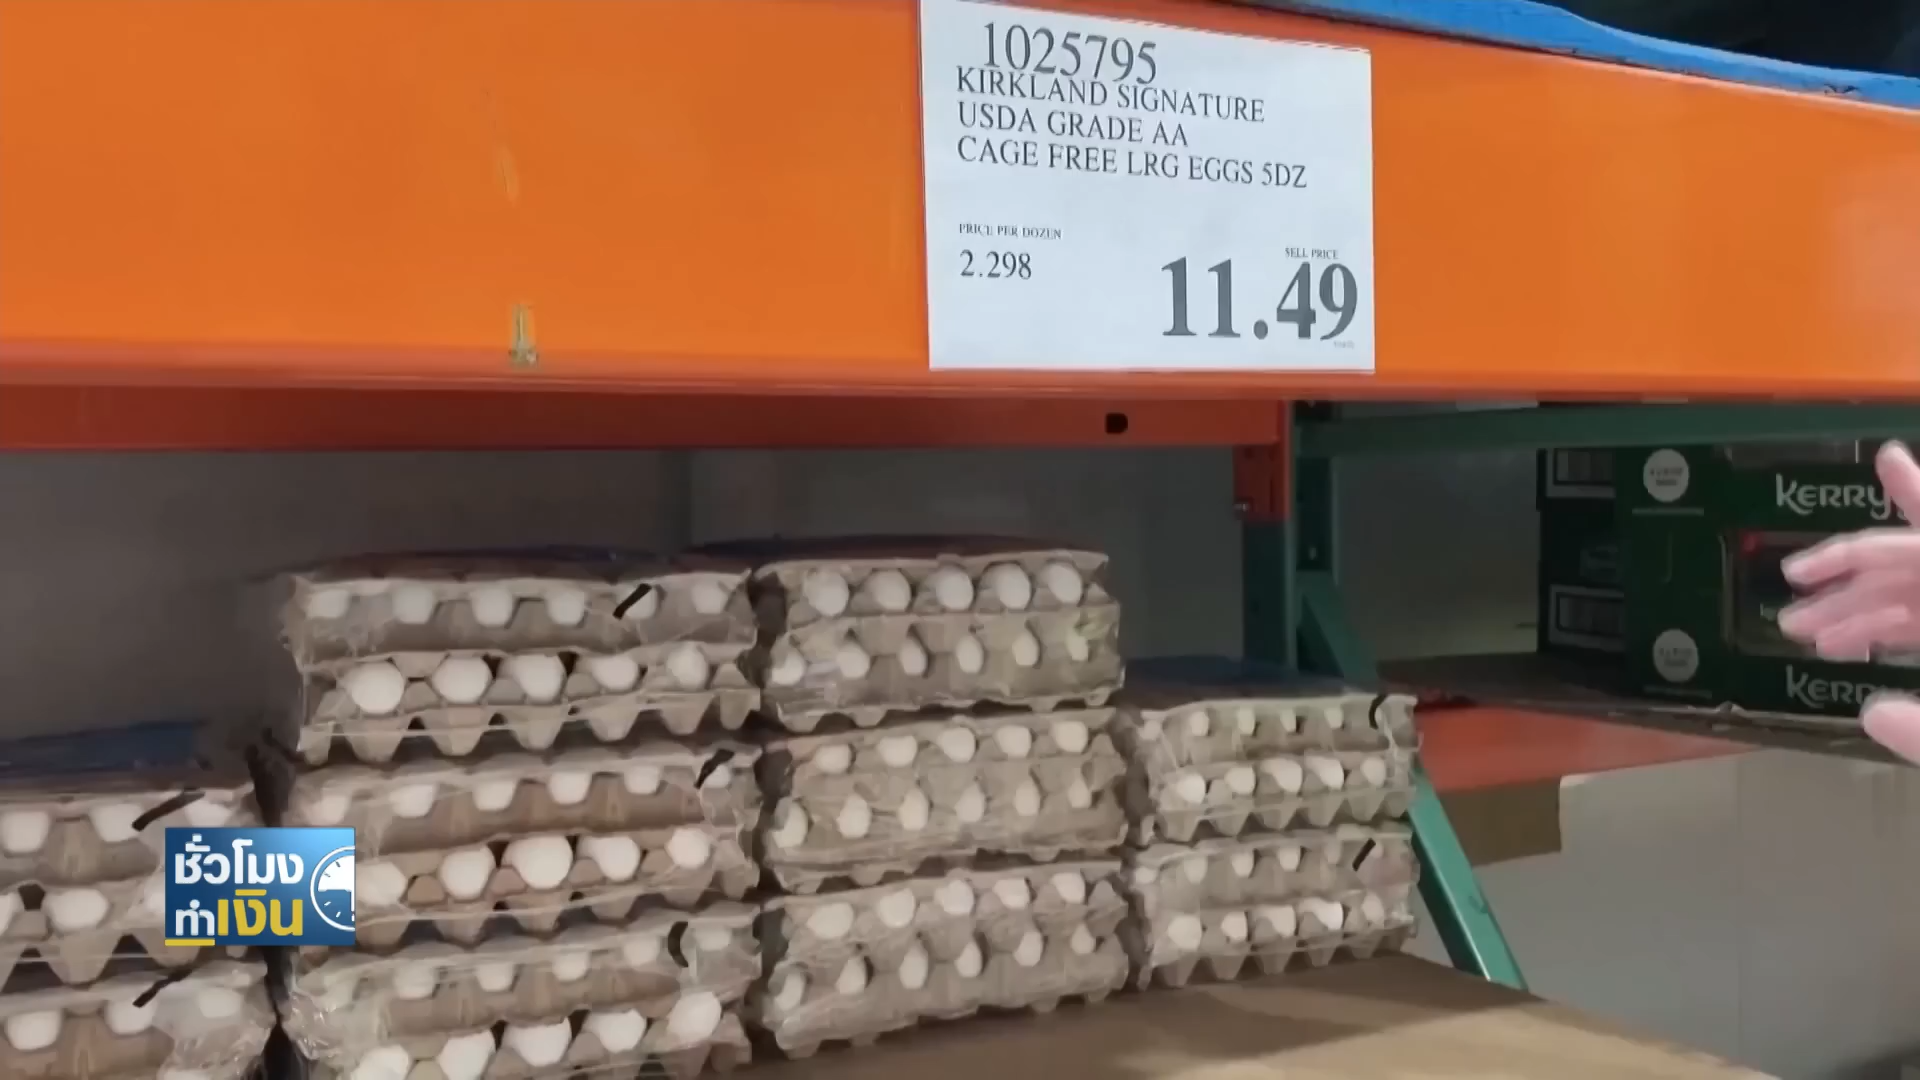 1025795
KIRKLAND SIGNATURE
USDA GRADE AA
CAGE FREE LRG EGGS 5DZ
PRICE PER DOZEN
2.298
SELL PRICE
11.49
KERRY
KERRY
ชั่วโมง
ทำเงิน